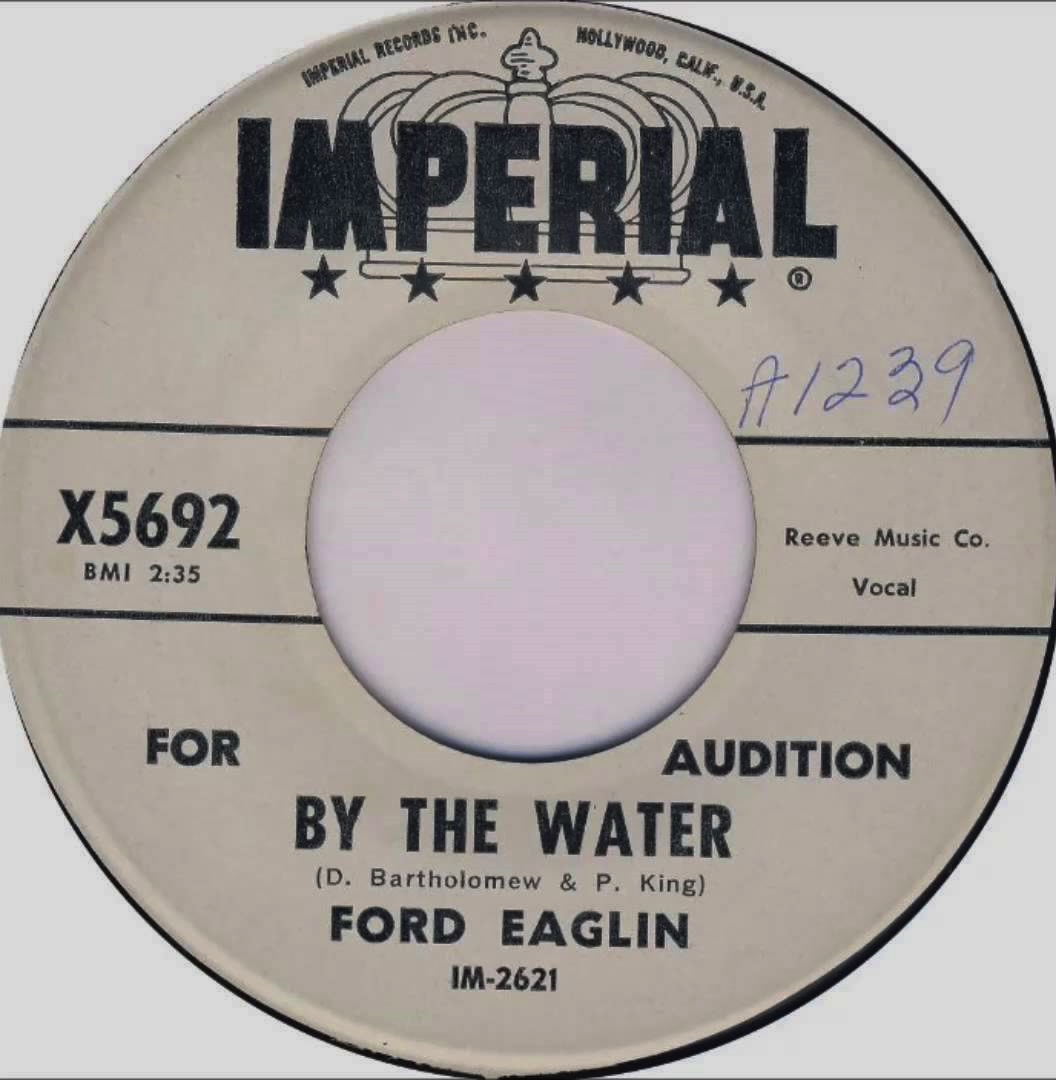 IMPERIAL RECORDS INC. HOLLYWOOD, CALIF., U.S.A.
IMPERIAL
®
A1239
X5692
BMI 2:35
Reeve Music Co.
Vocal
FOR AUDITION
BY THE WATER
(D. Bartholomew & P. King)
FORD EAGLIN
IM-2621